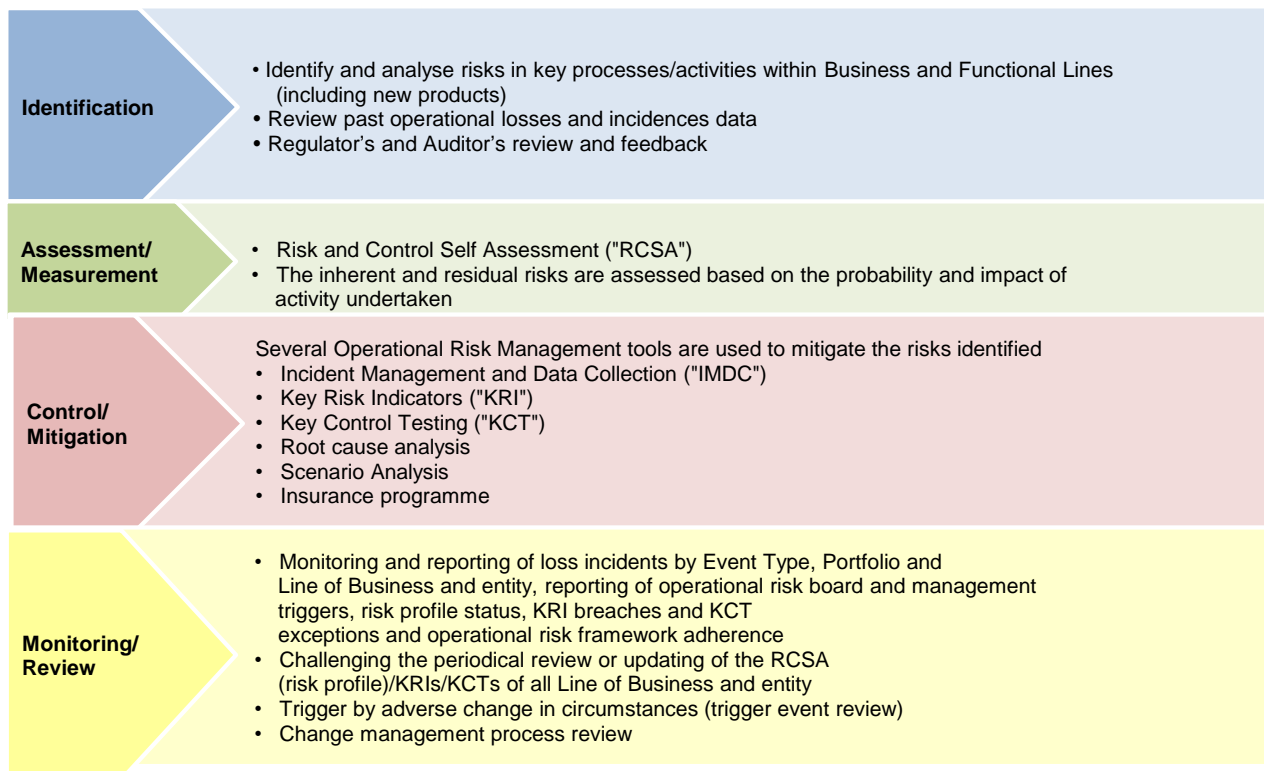 Identification
• Identify and analyse risks in key processes/activities within Business and Functional Lines
(including new products)
• Review past operational losses and incidences data
• Regulator’s and Auditor’s review and feedback
Assessment/
Measurement
• Risk and Control Self Assessment ("RCSA")
• The inherent and residual risks are assessed based on the probability and impact of
activity undertaken
Control/
Mitigation
Several Operational Risk Management tools are used to mitigate the risks identified
• Incident Management and Data Collection ("IMDC")
• Key Risk Indicators ("KRI")
• Key Control Testing ("KCT")
• Root cause analysis
• Scenario Analysis
• Insurance programme
Monitoring/
Review
• Monitoring and reporting of loss incidents by Event Type, Portfolio and
Line of Business and entity, reporting of operational risk board and management
triggers, risk profile status, KRI breaches and KCT
exceptions and operational risk framework adherence
• Challenging the periodical review or updating of the RCSA
(risk profile)/KRIs/KCTs of all Line of Business and entity
• Trigger by adverse change in circumstances (trigger event review)
• Change management process review